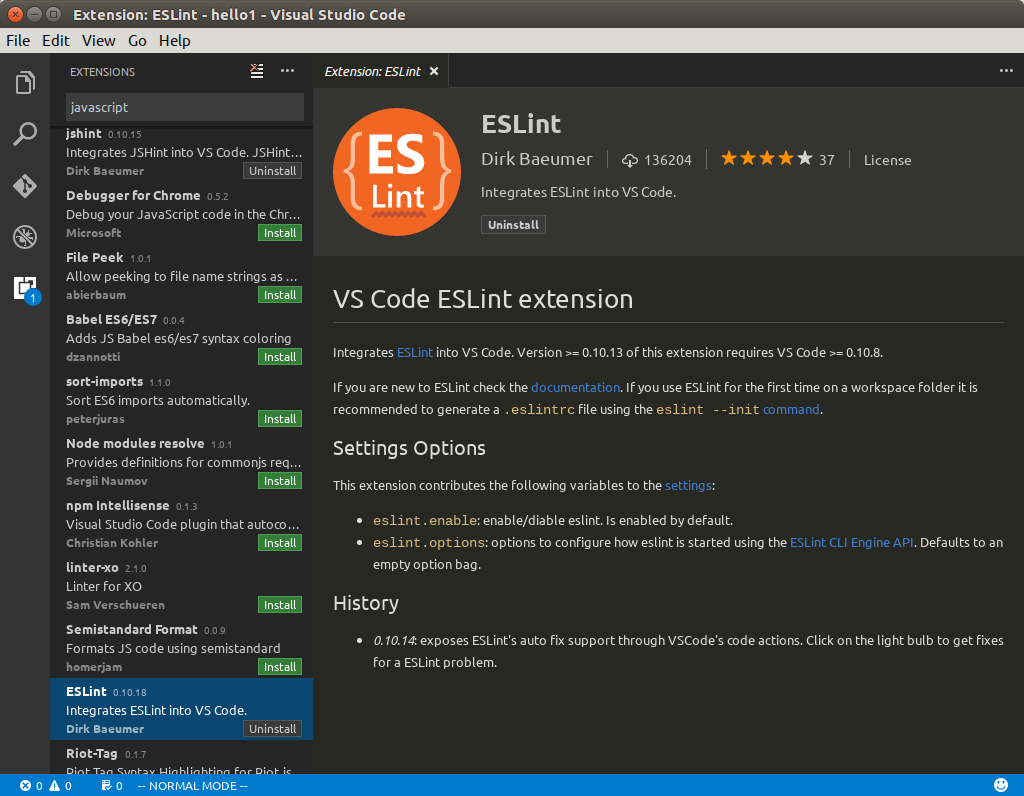 Extension: ESLint - hello1 - Visual Studio Code
File Edit View Go Help
EXTENSIONS
javascript
jshint 0.10.15
Integrates JSHint into VS Code. JSHint...
Dirk Baeumer Uninstall
Debugger for Chrome 0.5.2
Debug your JavaScript code in the Chr...
Microsoft Install
File Peek 1.0.1
Allow peeking to file name strings as ...
abierbaum Install
Babel ES6/ES7 0.0.4
Adds JS Babel es6/es7 syntax coloring
dzannotti Install
sort-imports 1.1.0
Sort ES6 imports automatically.
peterjuras Install
Node modules resolve 1.0.1
Provides definitions for commonjs req...
Sergii Naumov Install
npm Intellisense 0.1.3
Visual Studio Code plugin that autoco...
Christian Kohler Install
linter-xo 2.1.0
Linter for XO
Sam Verschueren Install
Semistandard Format 0.0.9
Formats JS code using semistandard
homerjam Install
ESLint 0.10.18
Integrates ESLint into VS Code.
Dirk Baeumer Uninstall
Riot-Tag 0.1.7
Riot Tag Syntax Highlighting for Riot.js
1
Extension: ESLint
{ES}
Lint
ESLint
Dirk Baeumer 136204 37 License
Integrates ESLint into VS Code.
Uninstall
VS Code ESLint extension
Integrates ESLint into VS Code. Version >= 0.10.13 of this extension requires VS Code >= 0.10.8.
If you are new to ESLint check the documentation. If you use ESLint for the first time on a workspace folder it is
recommended to generate a .eslintrc file using the eslint --init command.
Settings Options
This extension contributes the following variables to the settings:
• eslint.enable: enable/diable eslint. Is enabled by default.
• eslint.options: options to configure how eslint is started using the ESLint CLI Engine API. Defaults to an
empty option bag.
History
• 0.10.14: exposes ESLint's auto fix support through VSCode's code actions. Click on the light bulb to get fixes
for a ESLint problem.
0 0 0 -- NORMAL MODE --